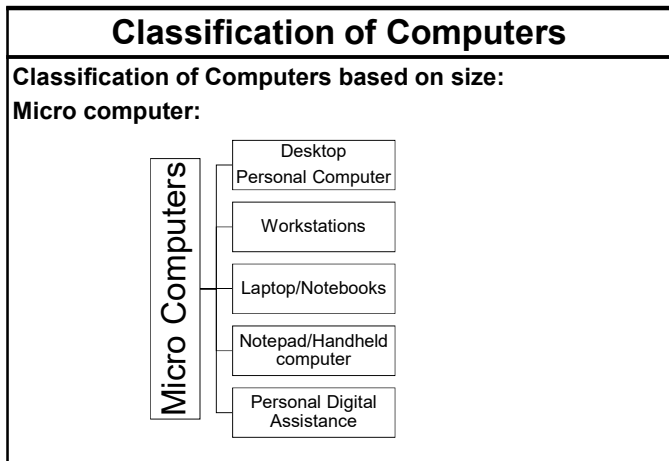 Classification of Computers
Classification of Computers based on size:
Micro computer:
Micro Computers
Desktop
Personal Computer
Workstations
Laptop/Notebooks
Notepad/Handheld
computer
Personal Digital
Assistance